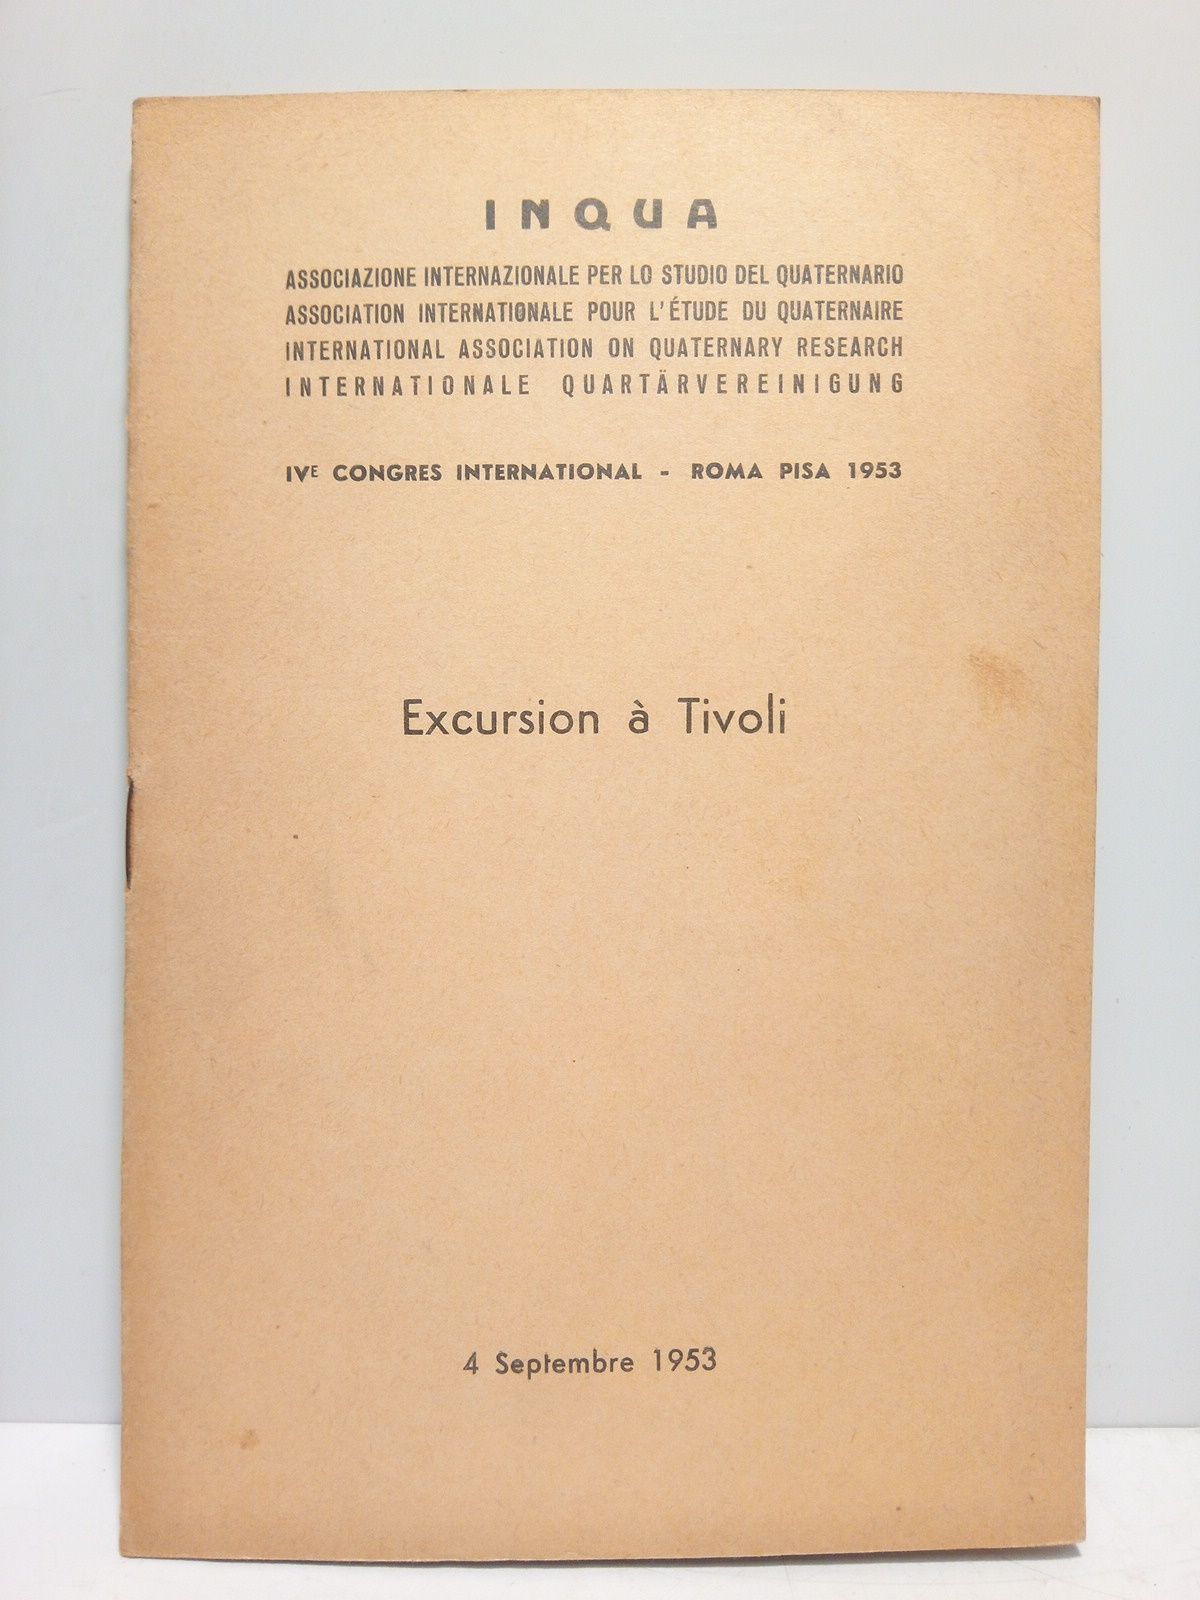 INQUA
ASSOCIAZIONE INTERNAZIONALE PER LO STUDIO DEL QUATERNARIO
ASSOCIATION INTERNATIONALE POUR L'ÉTUDE DU QUATERNAIRE
INTERNATIONAL ASSOCIATION ON QUATERNARY RESEARCH
INTERNATIONALE QUARTÄRVEREINIGUNG
IVE CONGRES INTERNATIONAL - ROMA PISA 1953
Excursion à Tivoli
4 Septembre 1953